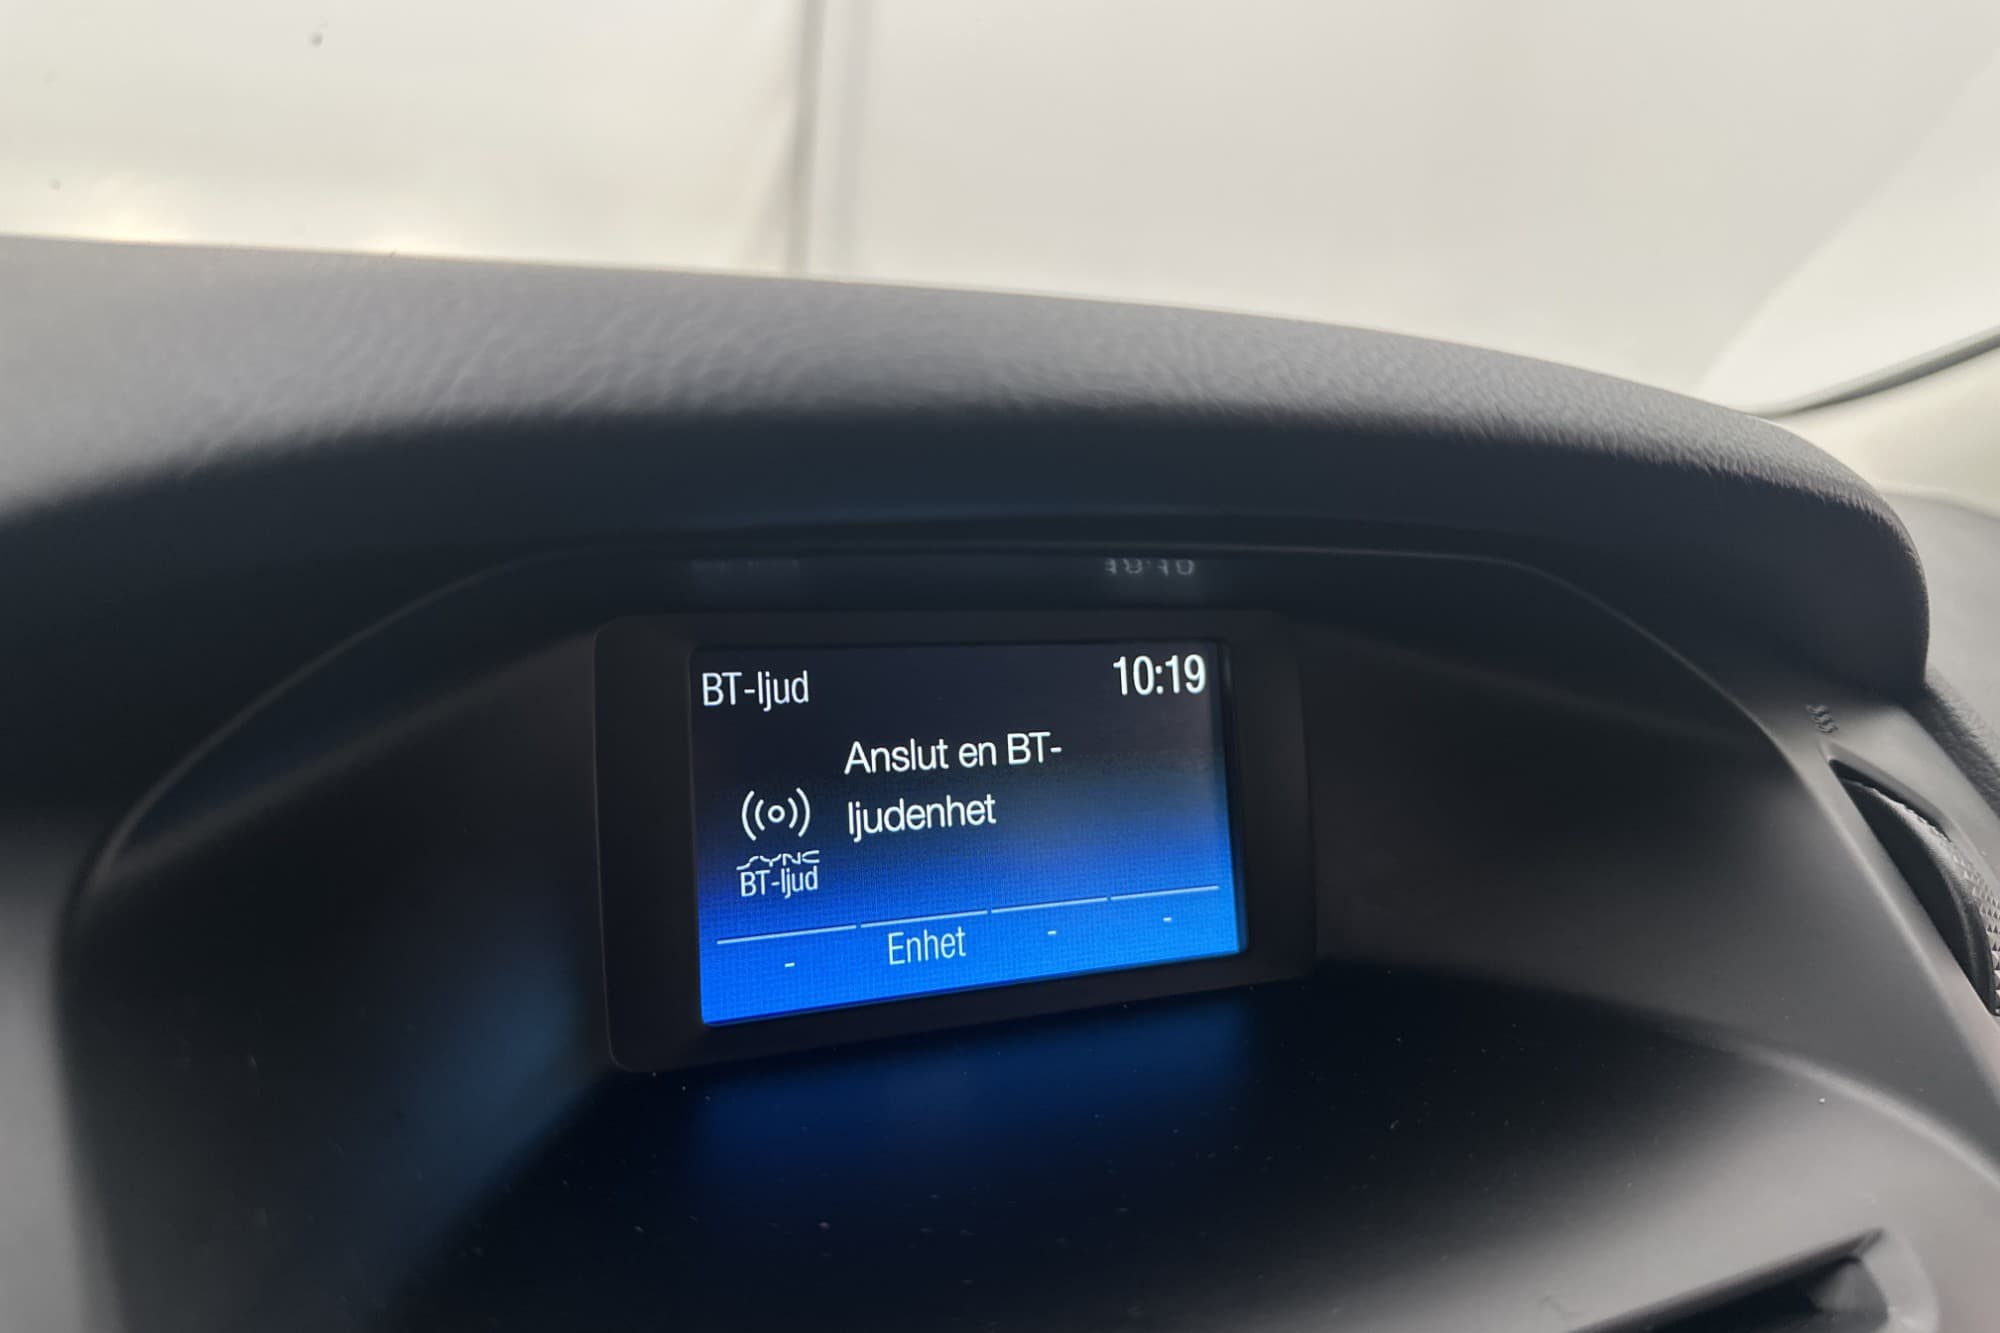 BT-ljud 10:19
Anslut en BT-
ljudenhet
SYNC
BT-ljud
- Enhet - -